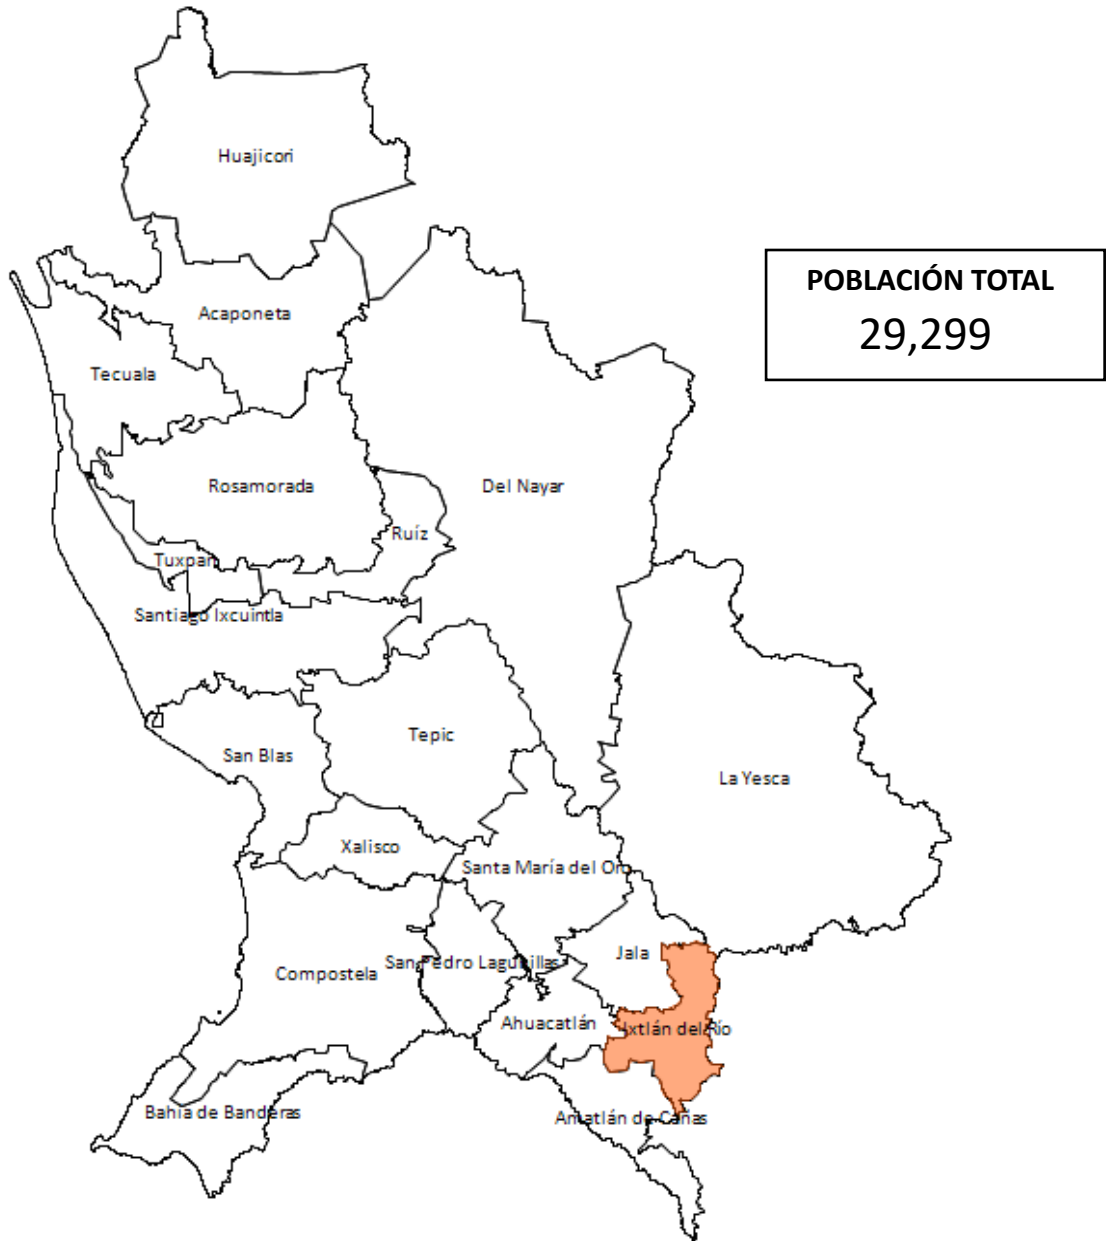 Huajicori
POBLACIÓN TOTAL
29,299
Acaponeta
Tecuala
Rosamorada
Del Nayar
Ruíz
Tuxpan
Santiago Ixcuintla
Tepic
San Blas
La Yesca
Xalisco
Santa María del Oro
Jala
San Pedro Lagunillas
Compostela
Ahuacatlán
Ixtlán del Río
Bahía de Banderas
Amatlán de Cañas